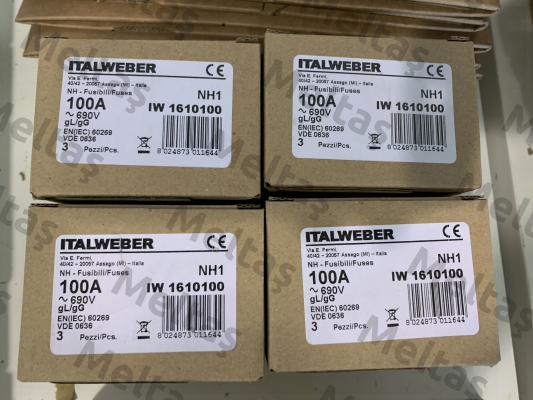 ITALWEBER
Via E. Fermi,
40/42 – 20057 Assago (MI) – Italia
NH - Fusibili/Fuses NH1
100A IW 1610100
~ 690V
gL/gG
EN(IEC) 60269
VDE 0636
3 Pezzi/Pcs. 8 024873 011644
ITALWEBER
Via E. Fermi,
40/42 – 20057 Assago (MI) – Italia
NH - Fusibili/Fuses NH1
100A IW 1610100
~ 690V
gL/gG
EN(IEC) 60269
VDE 0636
3 Pezzi/Pcs. 8 024873 011644
ITALWEBER
Via E. Fermi,
40/42 – 20057 Assago (MI) – Italia
NH - Fusibili/Fuses NH1
100A IW 1610100
~ 690V
gL/gG
EN(IEC) 60269
VDE 0636
3 Pezzi/Pcs. 8 024873 011644
ITALWEBER
Via E. Fermi,
40/42 – 20057 Assago (MI) – Italia
NH - Fusibili/Fuses NH1
100A IW 1610100
~ 690V
gL/gG
EN(IEC) 60269
VDE 0636
3 Pezzi/Pcs. 8 024873 011644
Meltaş